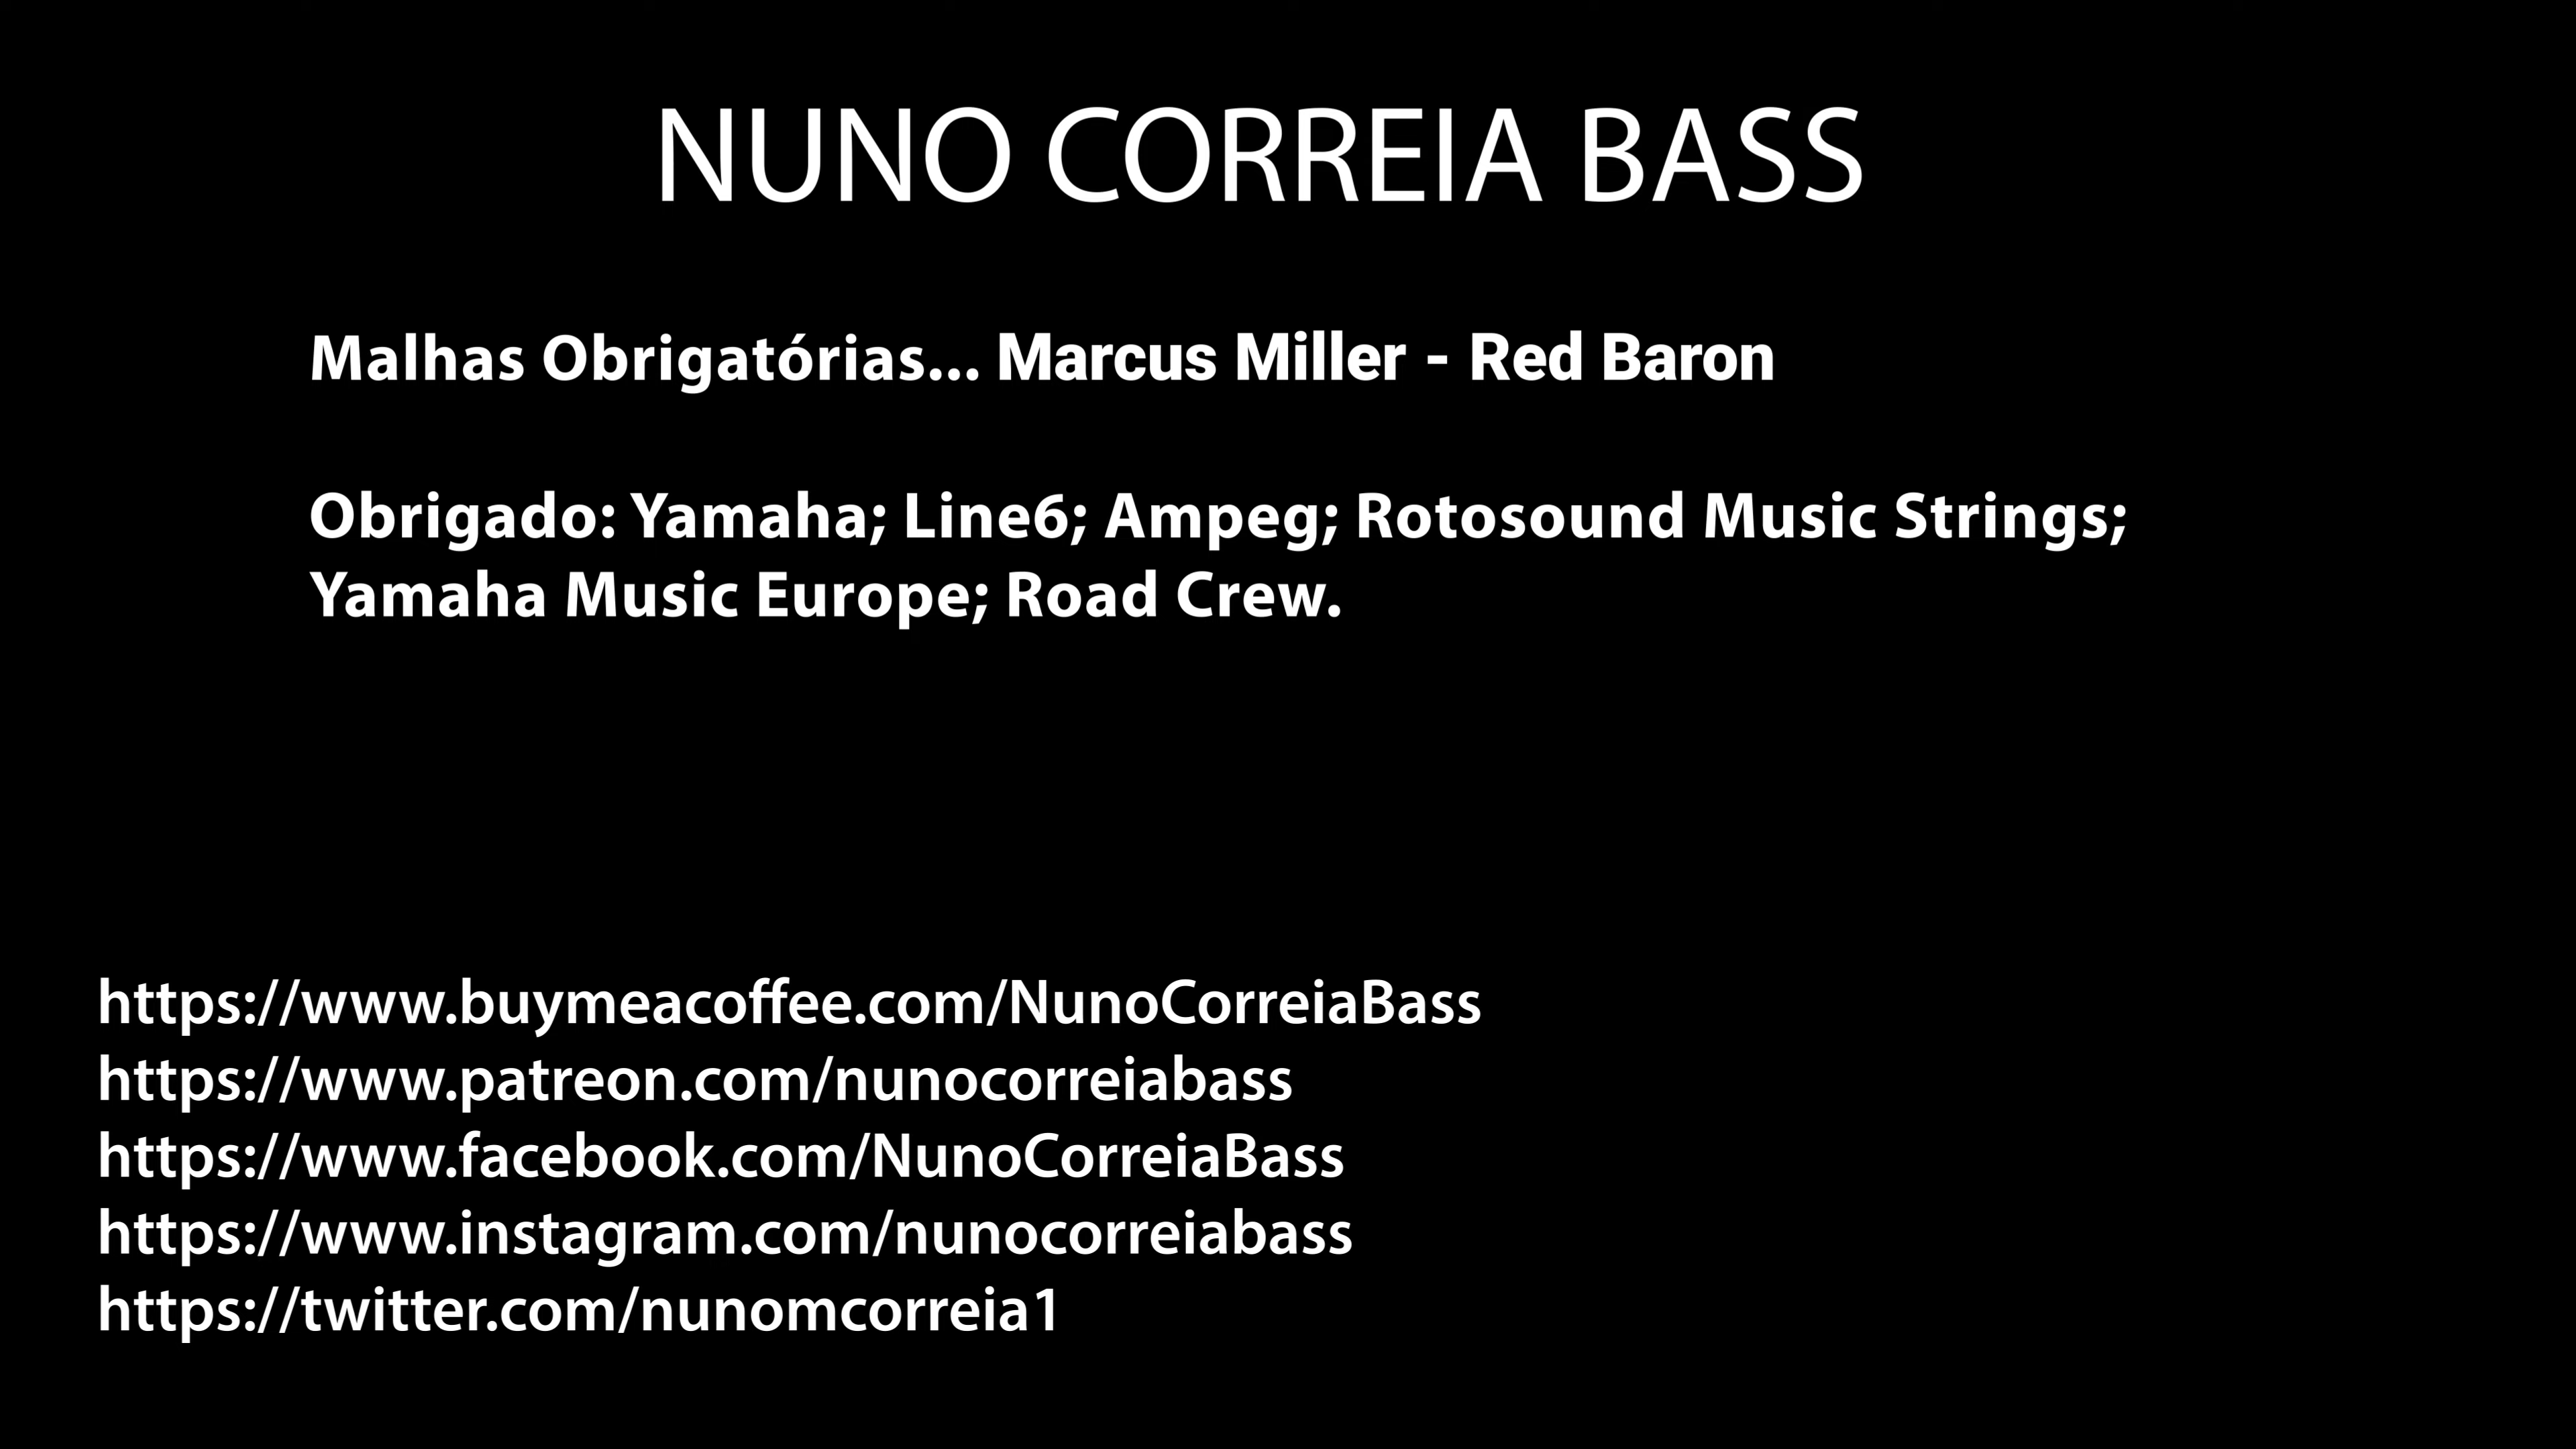 NUNO CORREIA BASS
Malhas Obrigatórias... Marcus Miller - Red Baron
Obrigado: Yamaha; Line6; Ampeg; Rotosound Music Strings;
Yamaha Music Europe; Road Crew.
https://www.buymeacoffee.com/NunoCorreiaBass
https://www.patreon.com/nunocorreiabass
https://www.facebook.com/NunoCorreiaBass
https://www.instagram.com/nunocorreiabass
https://twitter.com/nunomcorreia1